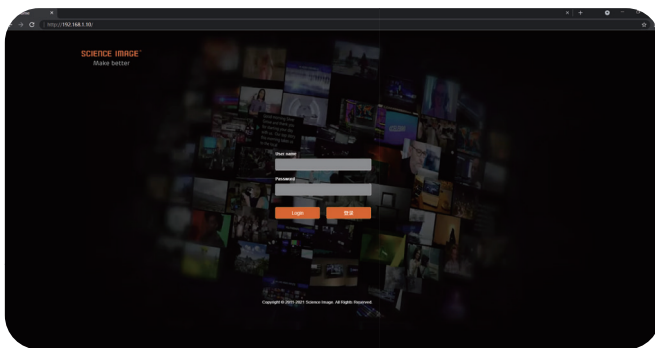 http://192.168.1.10/
SCIENCE IMAGE
Make better
User name
Password
Login
登录
Copyright © 2011-2021 Science Image. All Rights Reserved.